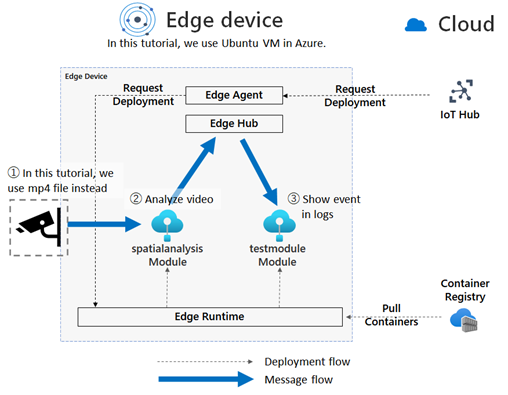 Edge device
In this tutorial, we use Ubuntu VM in Azure.
Cloud
Edge Device
Request
Deployment
Edge Agent
Request
Deployment
IoT Hub
Edge Hub
① In this tutorial, we
use mp4 file instead
② Analyze video
③ Show event
in logs
spatialanalysis
Module
testmodule
Module
Container
Registry
Edge Runtime
Pull
Containers
Deployment flow
Message flow